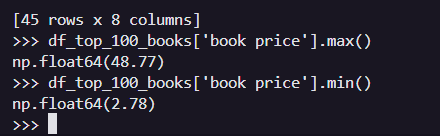 [45 rows x 8 columns]
>>> df_top_100_books['book price'].max()
np.float64(48.77)
>>> df_top_100_books['book price'].min()
np.float64(2.78)
>>>